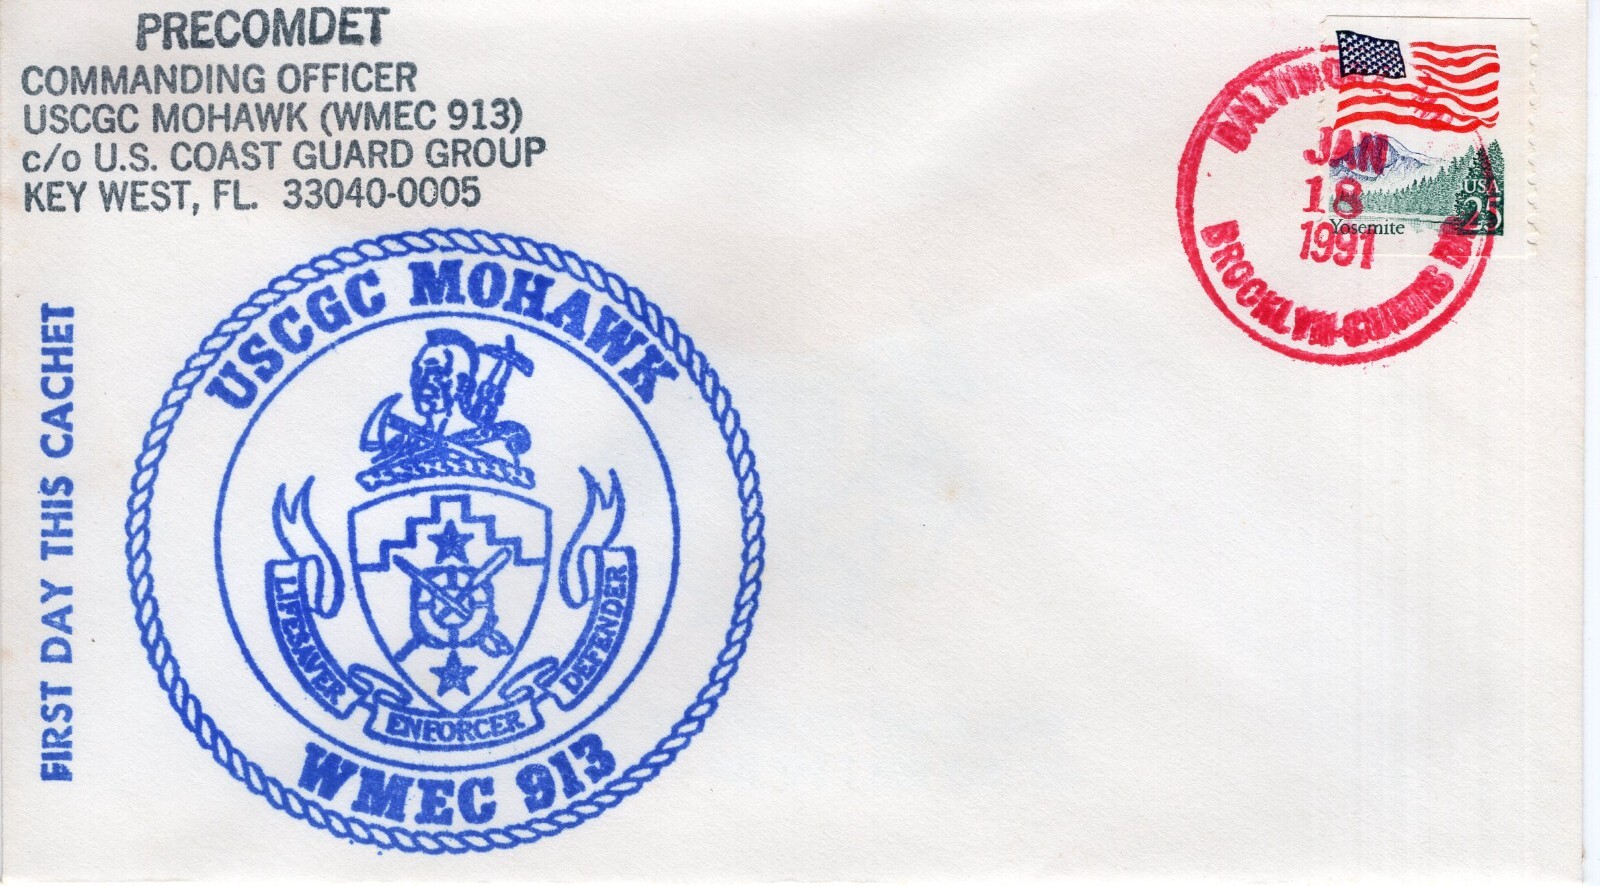 PRECOMDET
COMMANDING OFFICER
USCGC MOHAWK (WMEC 913)
c/o U.S. COAST GUARD GROUP
KEY WEST, FL. 33040-0005
FIRST DAY THIS CACHET
USCGC MOHAWK
LIFESAVER
ENFORCER
DEFENDER
WMEC 913
JAN
18
1991
BROOKLYN-CURTIS
USA
25
Yosemite